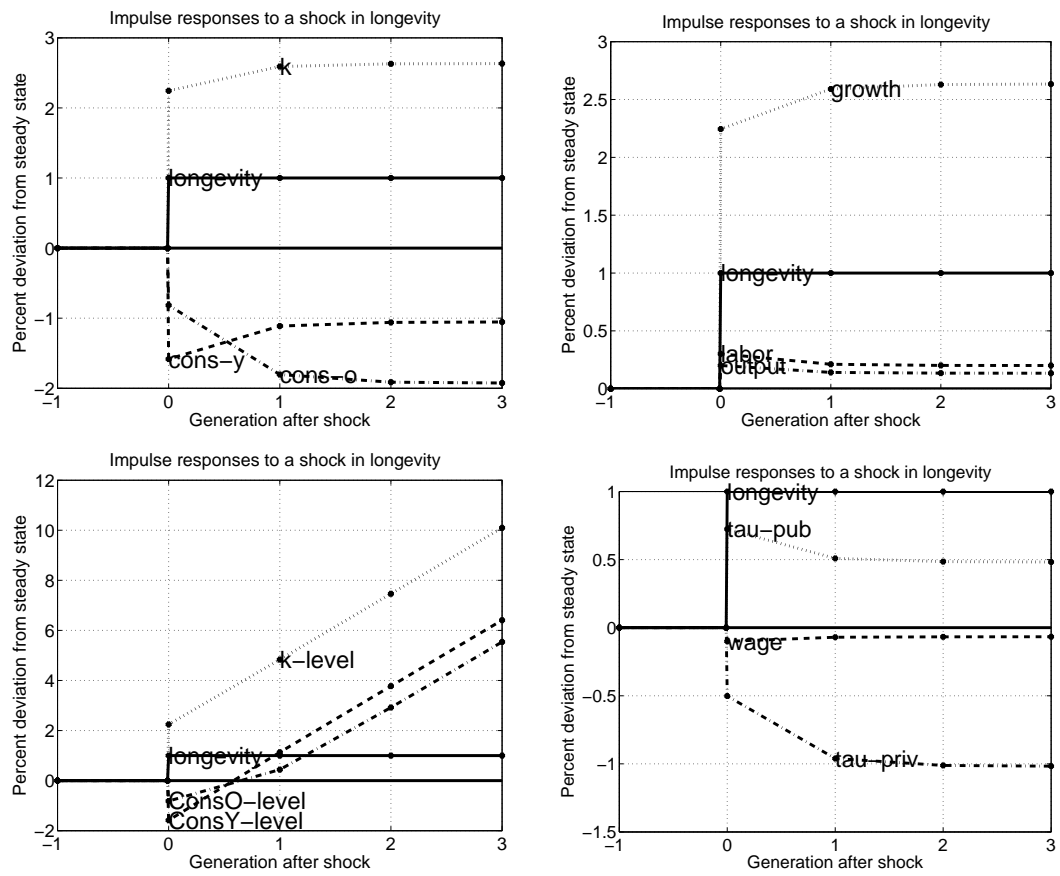 Impulse responses to a shock in longevity
Percent deviation from steady state
3
2
1
0
−1
−2
k
longevity
cons−y
cons−o
−1 0 1 2 3
Generation after shock
Impulse responses to a shock in longevity
Percent deviation from steady state
3
2.5
2
1.5
1
0.5
0
growth
longevity
labor
output
−1 0 1 2 3
Generation after shock
Impulse responses to a shock in longevity
Percent deviation from steady state
12
10
8
6
4
2
0
−2
k−level
longevity
ConsO−level
ConsY−level
−1 0 1 2 3
Generation after shock
Impulse responses to a shock in longevity
Percent deviation from steady state
1
0.5
0
−0.5
−1
−1.5
longevity
tau−pub
wage
tau−priv
−1 0 1 2 3
Generation after shock